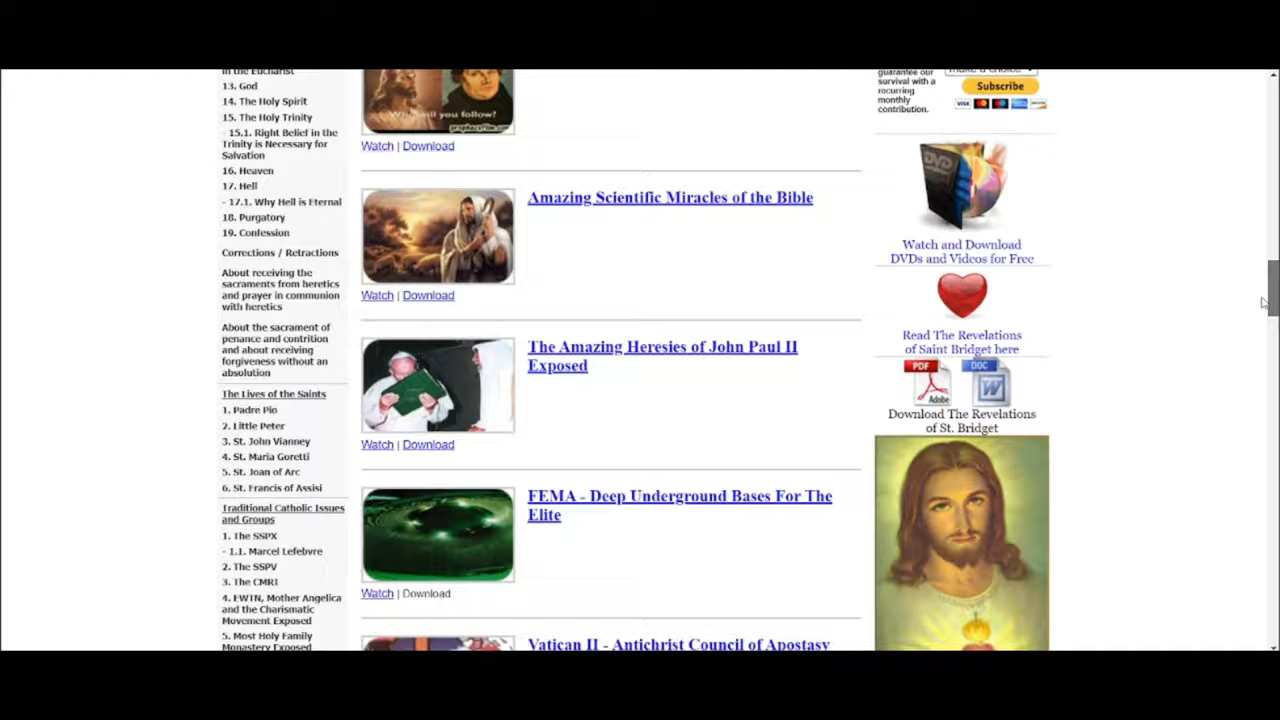 in the Eucharist
13. God
14. The Holy Spirit
15. The Holy Trinity
- 15.1. Right Belief in the
Trinity is Necessary for
Salvation
16. Heaven
17. Hell
- 17.1. Why Hell is Eternal
18. Purgatory
19. Confession
Corrections / Retractions
About receiving the
sacraments from heretics
and prayer in communion
with heretics
About the sacrament of
penance and contrition
and about receiving
forgiveness without an
absolution
The Lives of the Saints
1. Padre Pio
2. Little Peter
3. St. John Vianney
4. St. Maria Goretti
5. St. Joan of Arc
6. St. Francis of Assisi
Traditional Catholic Issues
and Groups
1. The SSPX
- 1.1. Marcel Lefebvre
2. The SSPV
3. The CMRI
4. EWTN, Mother Angelica
and the Charismatic
Movement Exposed
5. Most Holy Family
Monastery Exposed
will you follow?
Watch | Download
Amazing Scientific Miracles of the Bible
Watch | Download
The Amazing Heresies of John Paul II
Exposed
Watch | Download
FEMA - Deep Underground Bases For The
Elite
Watch | Download
Vatican II - Antichrist Council of Apostasy
guarantee our
survival with a
recurring
monthly
contribution.
make a choice
Subscribe
VISA
DVD
Watch and Download
DVDs and Videos for Free
Read The Revelations
of Saint Bridget here
PDF
Adobe
DOC
W
Download The Revelations
of St. Bridget